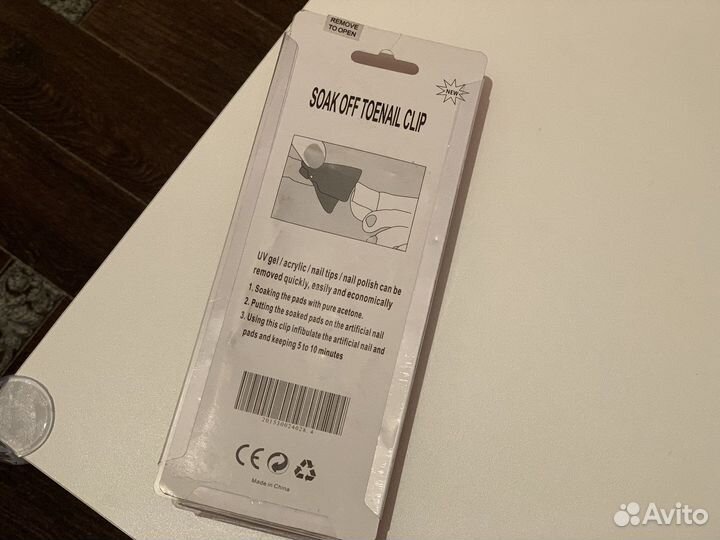 REMOVE
TO OPEN
NEW
SOAK OFF TOENAIL CLIP
UV gel / acrylic / nail tips / nail polish can be
removed quickly, ensily and economically
1. Soaking the pads with pure acetone.
2. Putting the soaked pads on the artificial nail
3. Using this clip infibulate the artificial nail and
pads and keeping 5 to 10 minutes
CE
Made in China
Avito